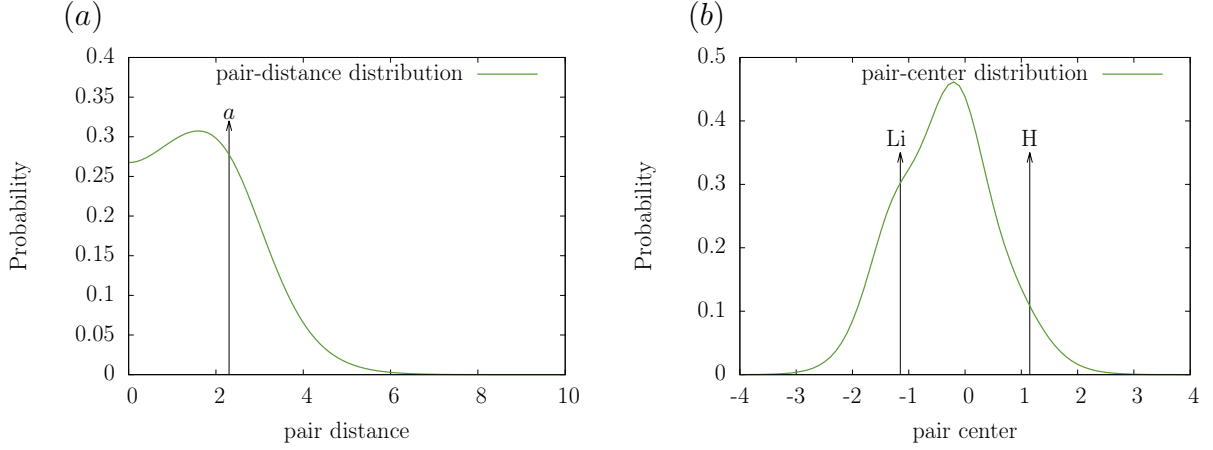 (a)
0.4
pair-distance distribution
0.35
a
0.3
0.25
0.2
0.15
0.1
0.05
0
0 2 4 6 8 10
Probability
pair distance
(b)
0.5
pair-center distribution
0.4
Li H
0.3
0.2
0.1
0
-4 -3 -2 -1 0 1 2 3 4
Probability
pair center